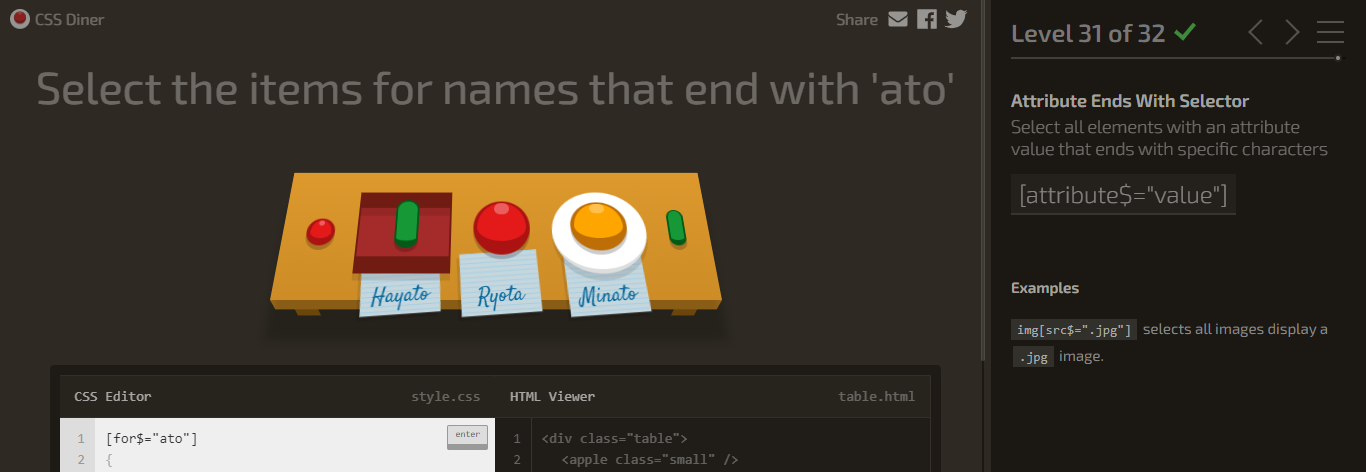 CSS Diner
Share
Select the items for names that end with 'ato'
Hayato
Ryota
Minato
CSS Editor
style.css
HTML Viewer
table.html
1
[for$="ato"]
enter
2
{
1
<div class="table">
2
<apple class="small" />
Level 31 of 32
Attribute Ends With Selector
Select all elements with an attribute
value that ends with specific characters
[attribute$="value"]
Examples
img[src$=".jpg"] selects all images display a
.jpg image.